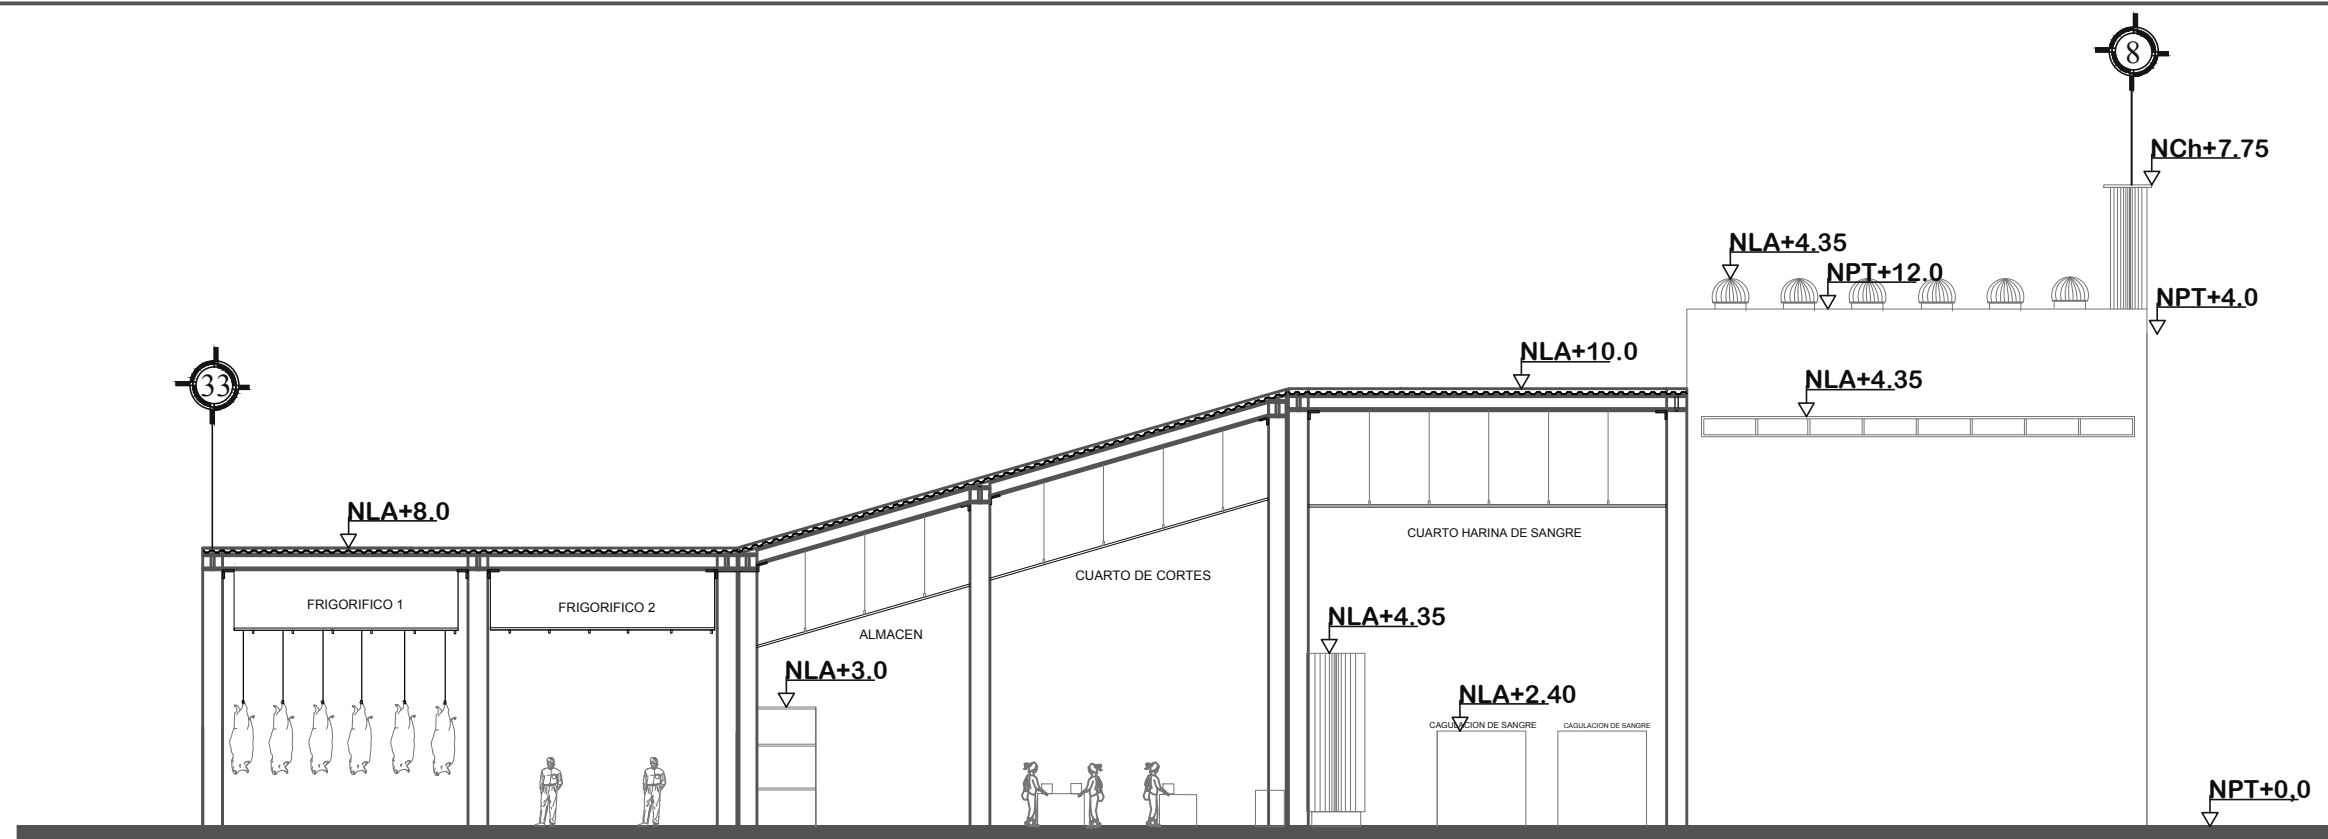 8
NCh+7.75
NLA+4.35
NPT+12.0
NPT+4.0
NLA+10.0
33
NLA+4.35
NLA+8.0
CUARTO HARINA DE SANGRE
CUARTO DE CORTES
FRIGORIFICO 1
FRIGORIFICO 2
NLA+4.35
ALMACEN
NLA+3.0
NLA+2.40
CAGULACION DE SANGRE
CAGULACION DE SANGRE
NPT+0,0